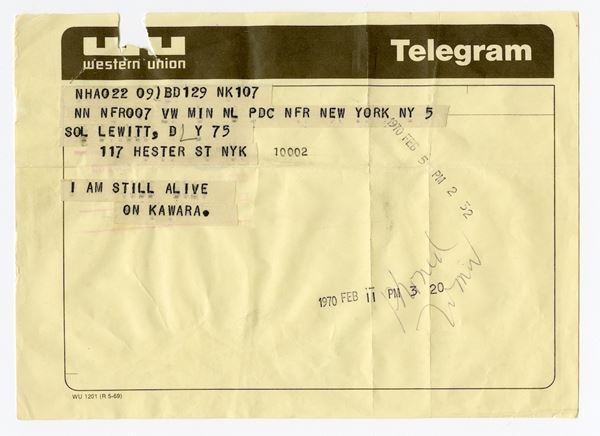 western union
Telegram
NHA022 09)BD129 NK107
NN NFR007 VW MIN NL PDC NFR NEW YORK NY 5
SOL LEWITT, DLY 75
117 HESTER ST NYK 10002
I AM STILL ALIVE
ON KAWARA.
1970 FEB 5 PM 2 32
1970 FEB 11 PM 3 20
WU 1201 (R 5-69)